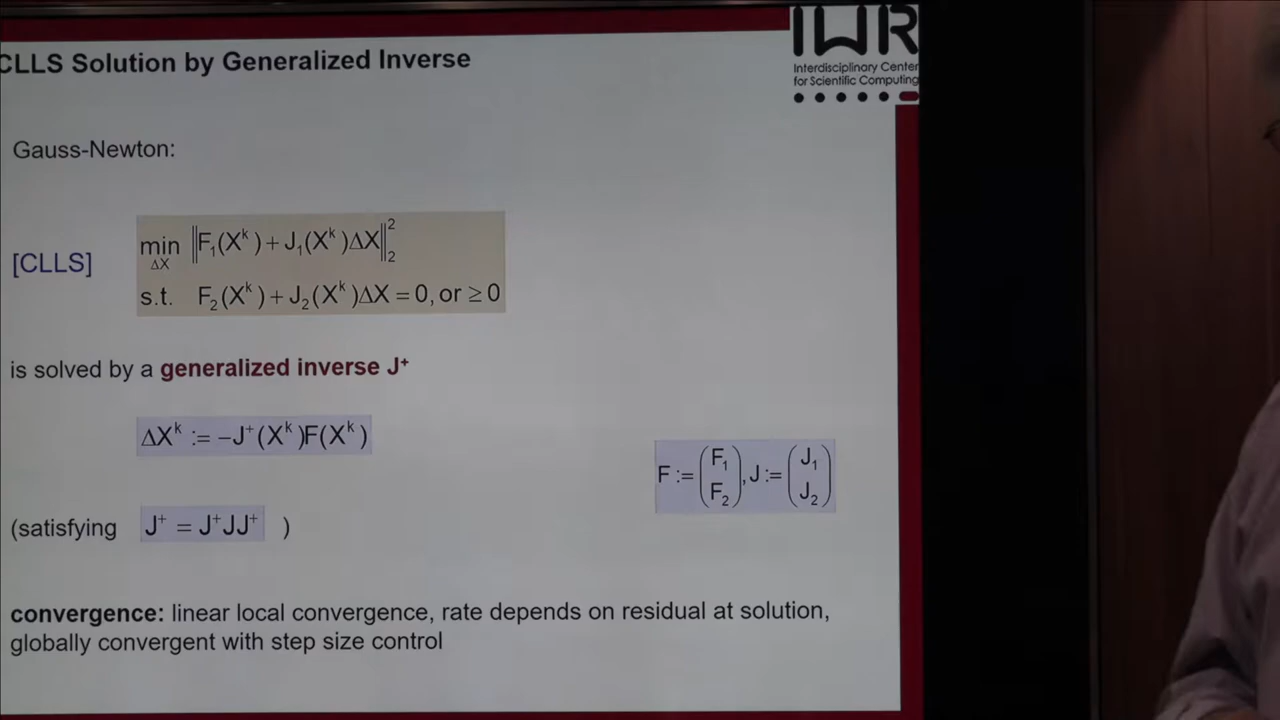 CLLS Solution by Generalized Inverse
IWR
Interdisciplinary Center
for Scientific Computing
Gauss-Newton:
[CLLS]
min ‖F₁(Xᵏ)+J₁(Xᵏ)ΔX‖₂²
ΔX
s.t. F₂(Xᵏ)+J₂(Xᵏ)ΔX=0, or ≥0
is solved by a generalized inverse J⁺
ΔXᵏ := −J⁺(Xᵏ)F(Xᵏ)
F := (F₁ F₂), J := (J₁ J₂)
(satisfying J⁺ = J⁺JJ⁺ )
convergence: linear local convergence, rate depends on residual at solution,
globally convergent with step size control